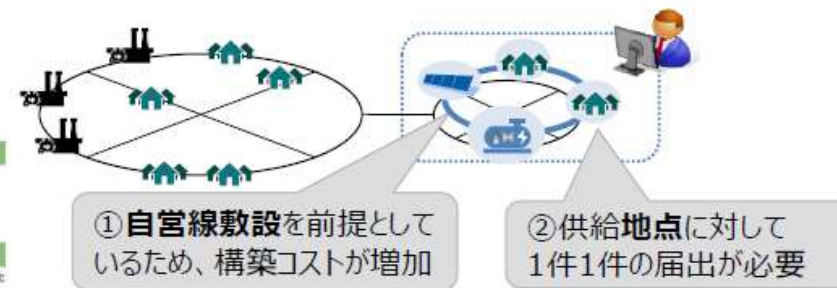 ①自営線敷設を前提として
いるため、構築コストが増加
②供給地点に対して
1件1件の届出が必要